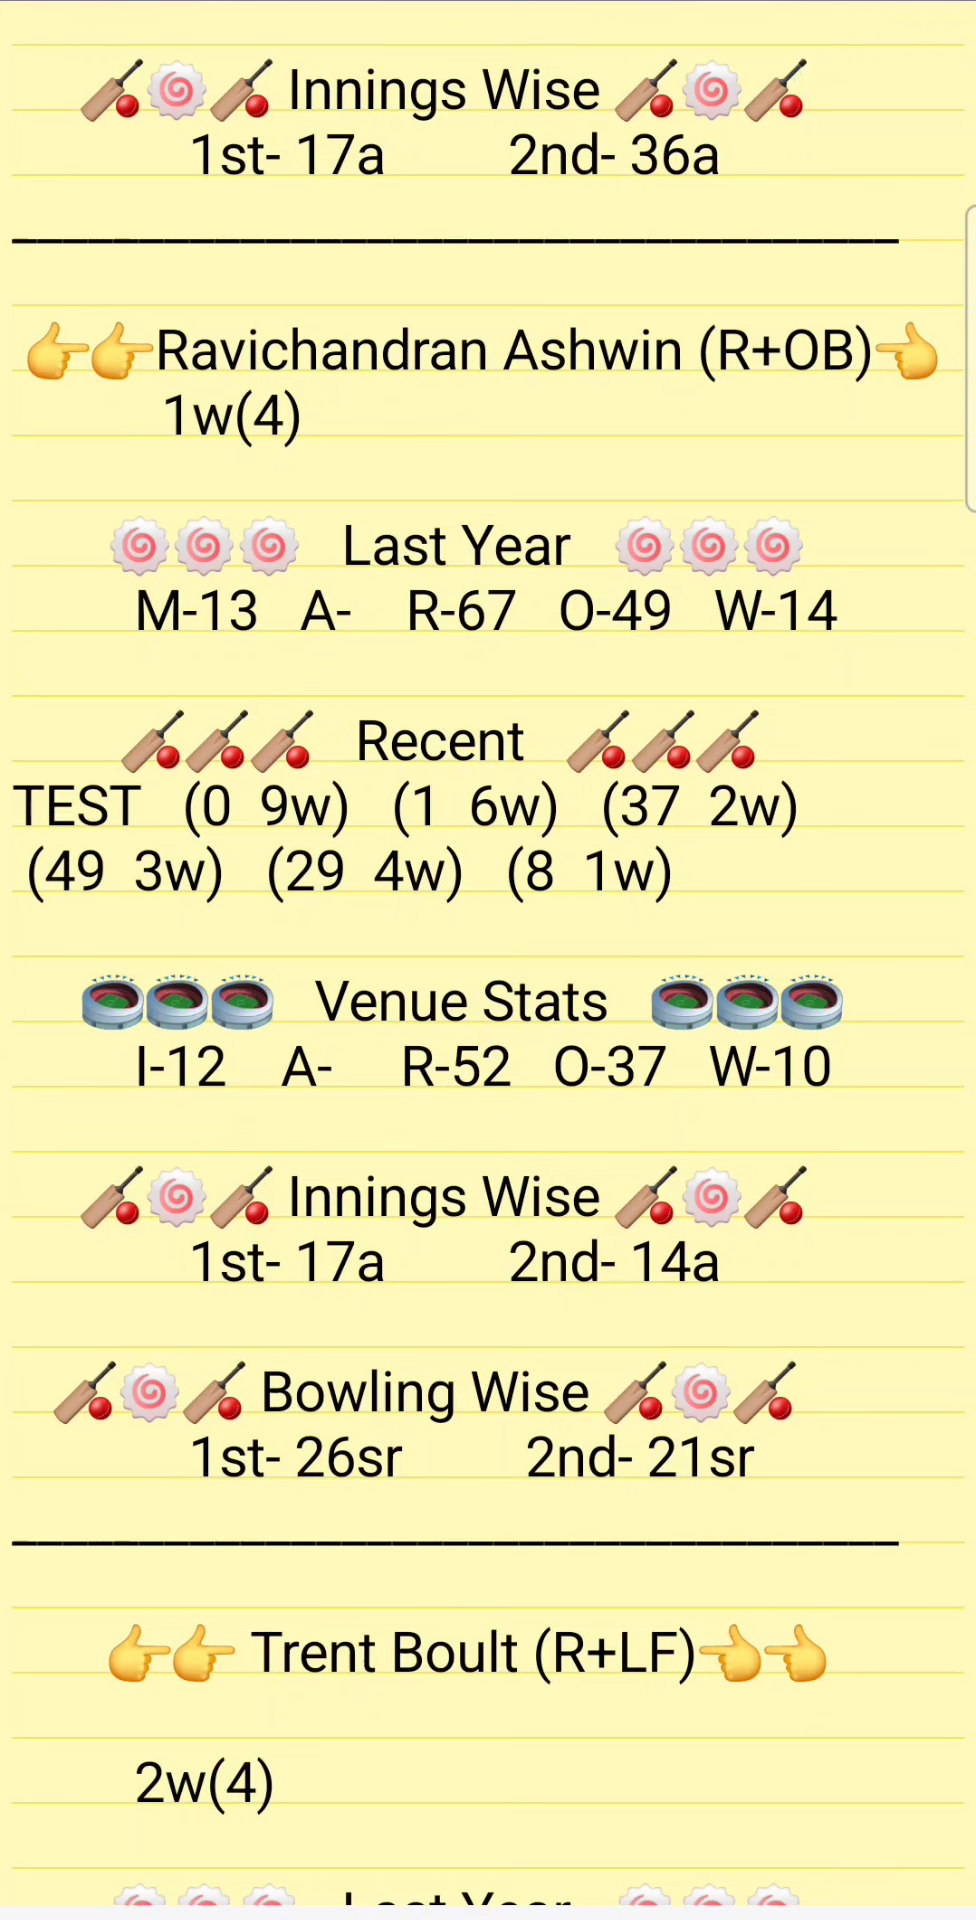 🏏🍥🏏 Innings Wise 🏏🍥🏏
1st- 17a 2nd- 36a
👉👉Ravichandran Ashwin (R+OB)👈
1w(4)
🍥🍥🍥 Last Year 🍥🍥🍥
M-13 A- R-67 O-49 W-14
🏏🏏🏏 Recent 🏏🏏🏏
TEST (0 9w) (1 6w) (37 2w)
(49 3w) (29 4w) (8 1w)
🏟🏟🏟 Venue Stats 🏟🏟🏟
I-12 A- R-52 O-37 W-10
🏏🍥🏏 Innings Wise 🏏🍥🏏
1st- 17a 2nd- 14a
🏏🍥🏏 Bowling Wise 🏏🍥🏏
1st- 26sr 2nd- 21sr
👉👉 Trent Boult (R+LF)👈👈
2w(4)
🍥🍥🍥 Last Year 🍥🍥🍥